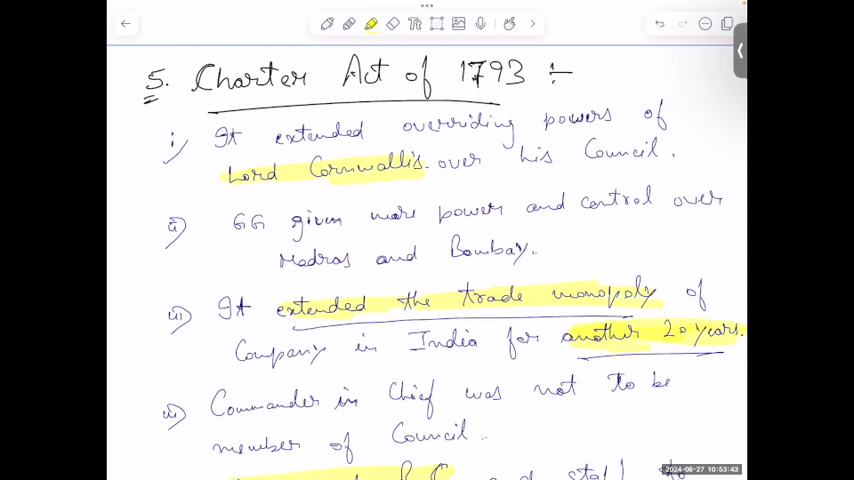 5. Charter Act of 1793 :-
i) It extended overriding powers of
Lord Cornwallis over his Council.
ii) GG given more power and control over
Madras and Bombay.
iii) It extended the trade monopoly of
Company in India for another 20 years.
iii) Commander in Chief was not to be
member of Council.
2024-08-27 10:53:43